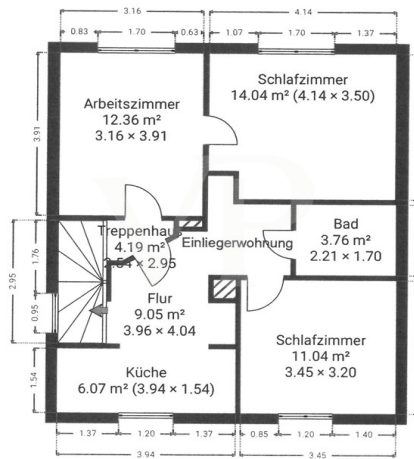 3.16
4.14
0.83
1.70
0.63
1.07
1.70
1.37
Arbeitszimmer
12.36 m²
3.16 × 3.91
Schlafzimmer
14.04 m² (4.14 × 3.50)
3.91
Treppenhaus
4.19 m²
2.54 × 2.95
Einliegerwohnung
Bad
3.76 m²
2.21 × 1.70
2.95
1.76
0.95
Flur
9.05 m²
3.96 × 4.04
Schlafzimmer
11.04 m²
3.45 × 3.20
1.54
Küche
6.07 m² (3.94 × 1.54)
1.37
1.20
1.37
0.85
1.20
1.40
3.94
3.45